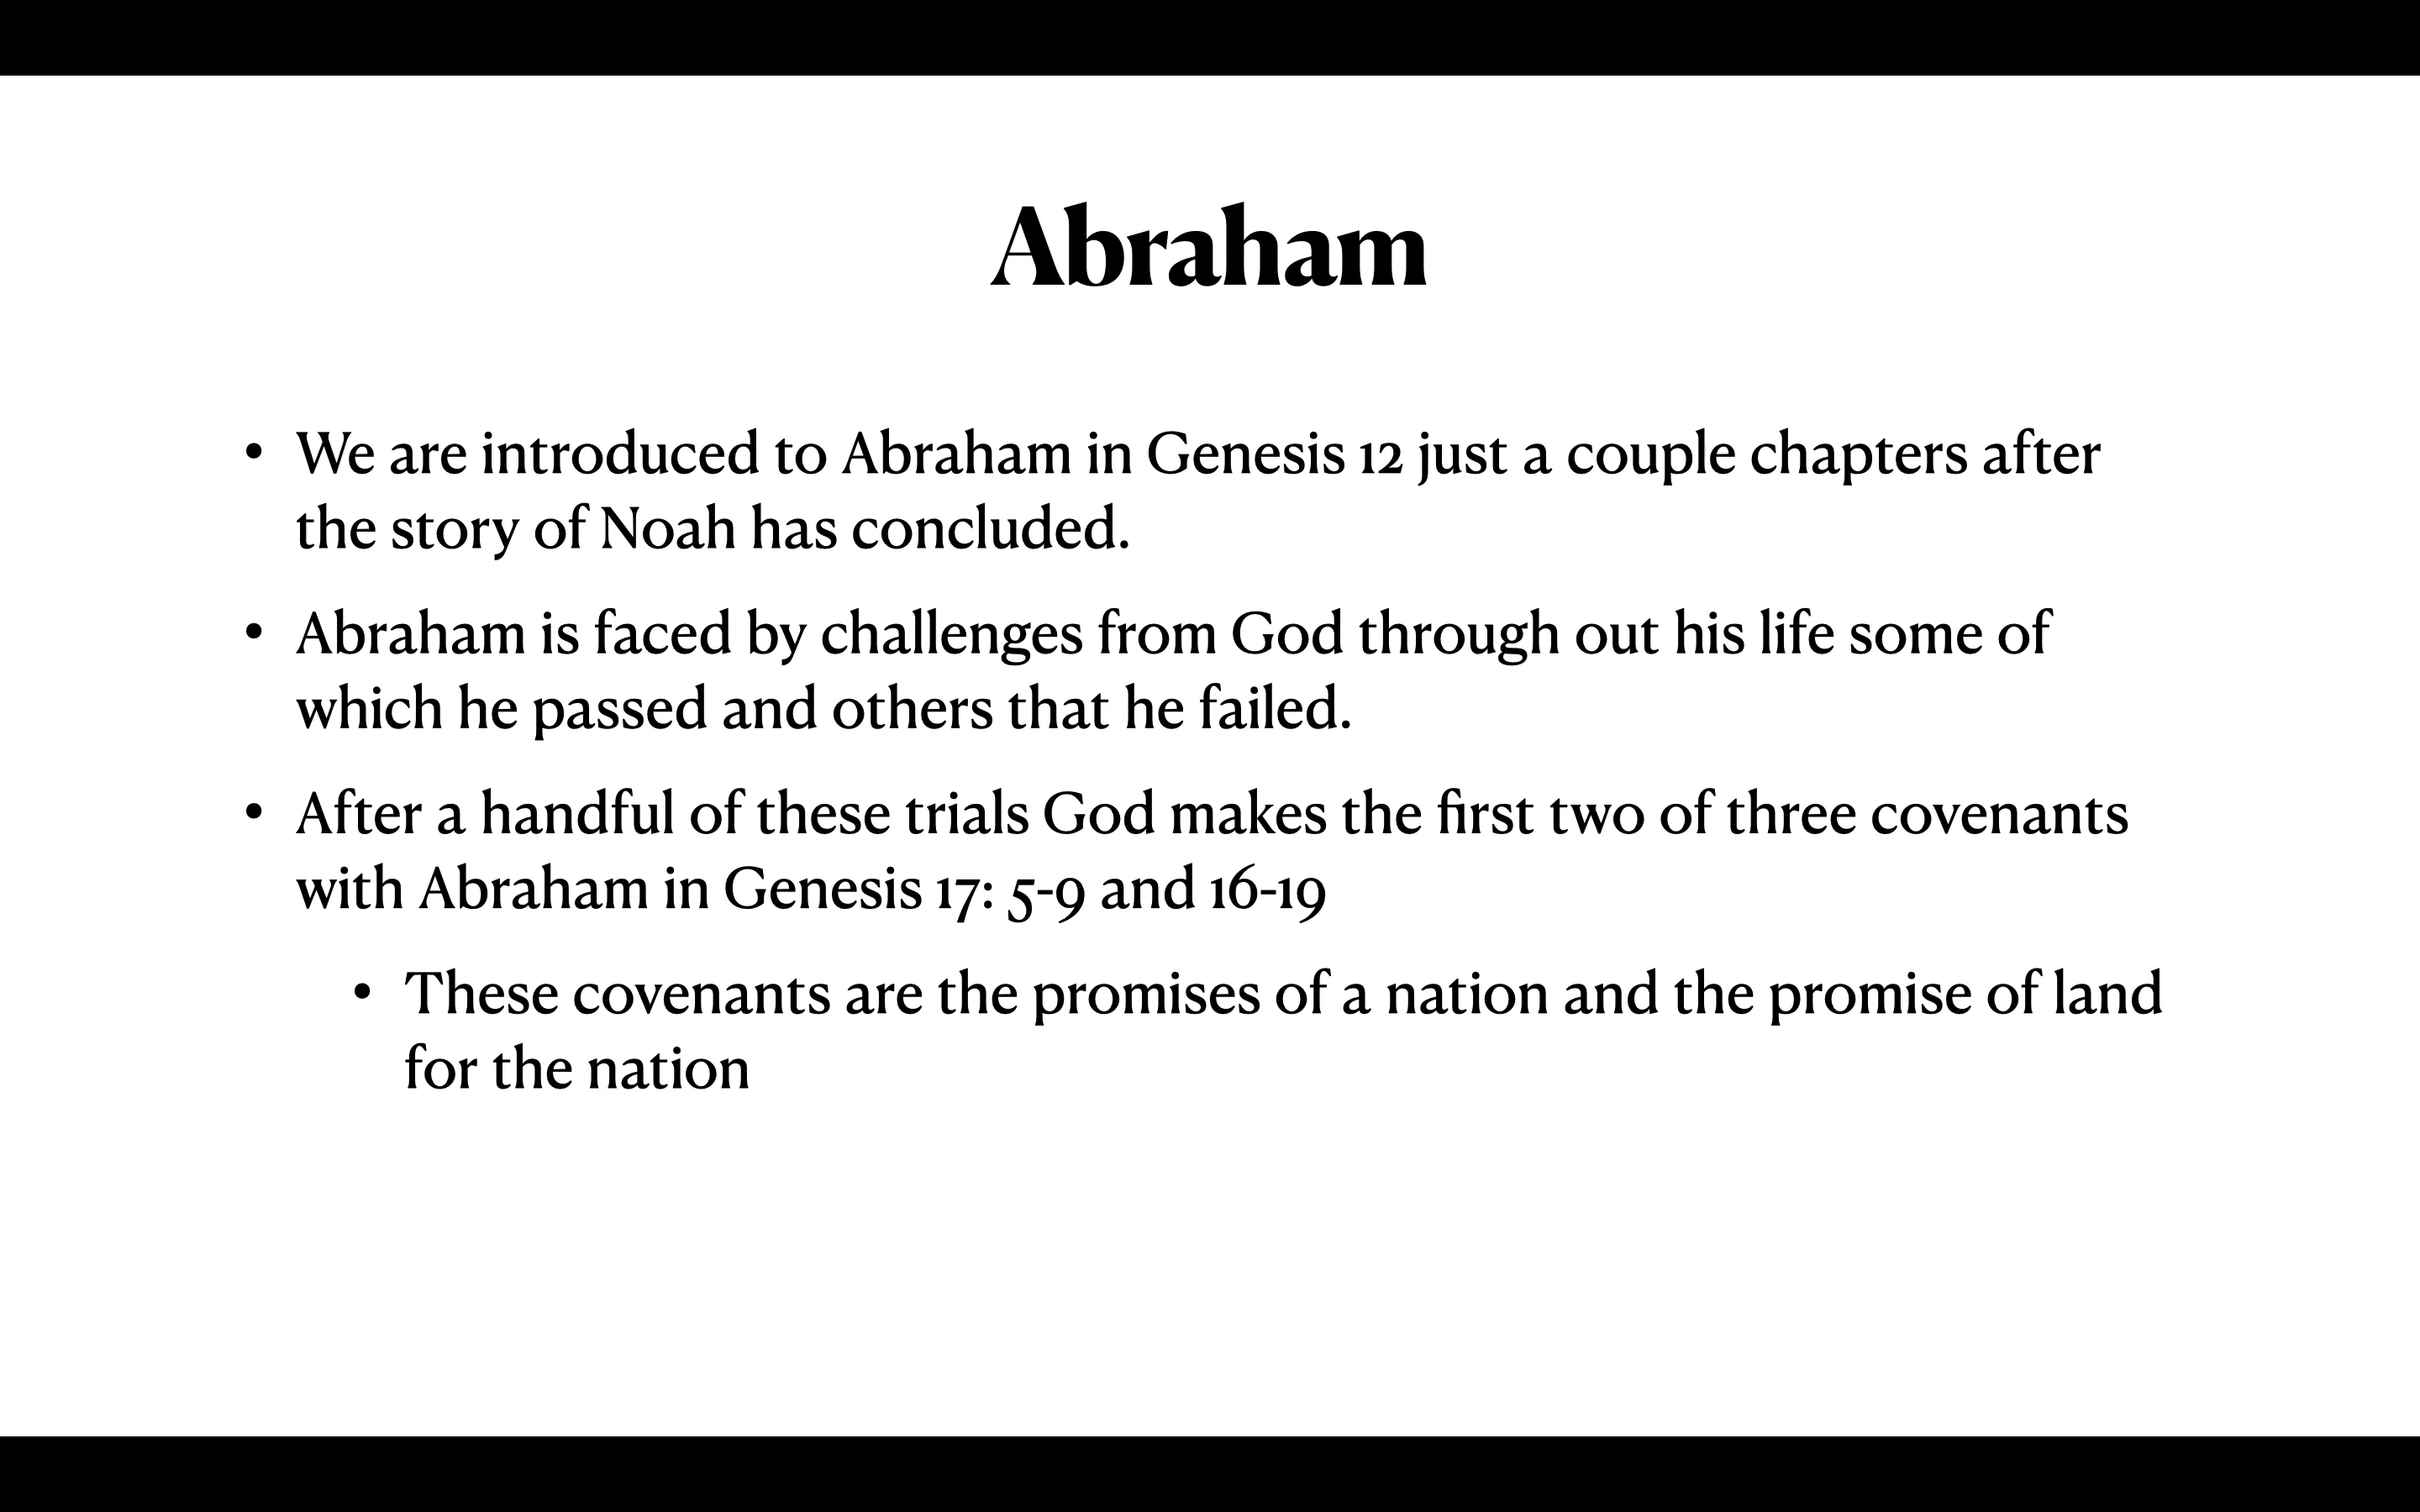 Abraham
• We are introduced to Abraham in Genesis 12 just a couple chapters after
the story of Noah has concluded.
• Abraham is faced by challenges from God through out his life some of
which he passed and others that he failed.
• After a handful of these trials God makes the first two of three covenants
with Abraham in Genesis 17: 5-9 and 16-19
• These covenants are the promises of a nation and the promise of land
for the nation